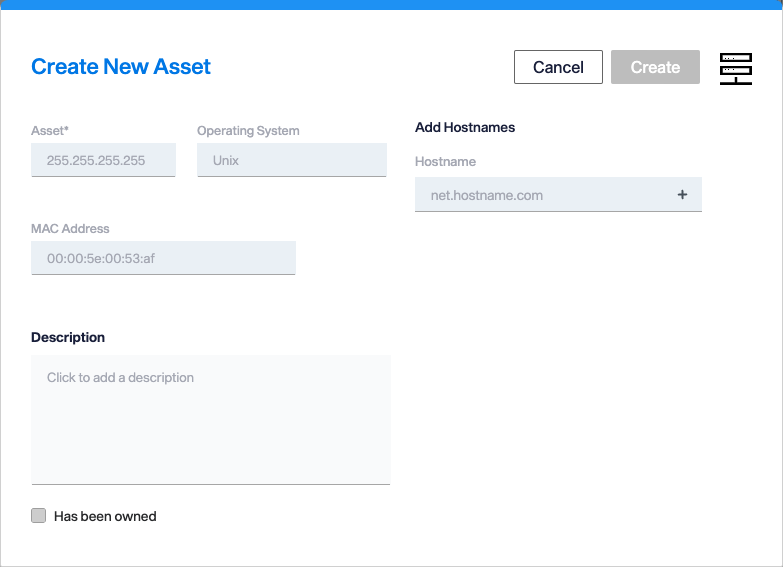 Create New Asset
Cancel
Create
Asset*
Operating System
255.255.255.255
Unix
MAC Address
00:00:5e:00:53:af
Add Hostnames
Hostname
net.hostname.com +
Description
Click to add a description
Has been owned